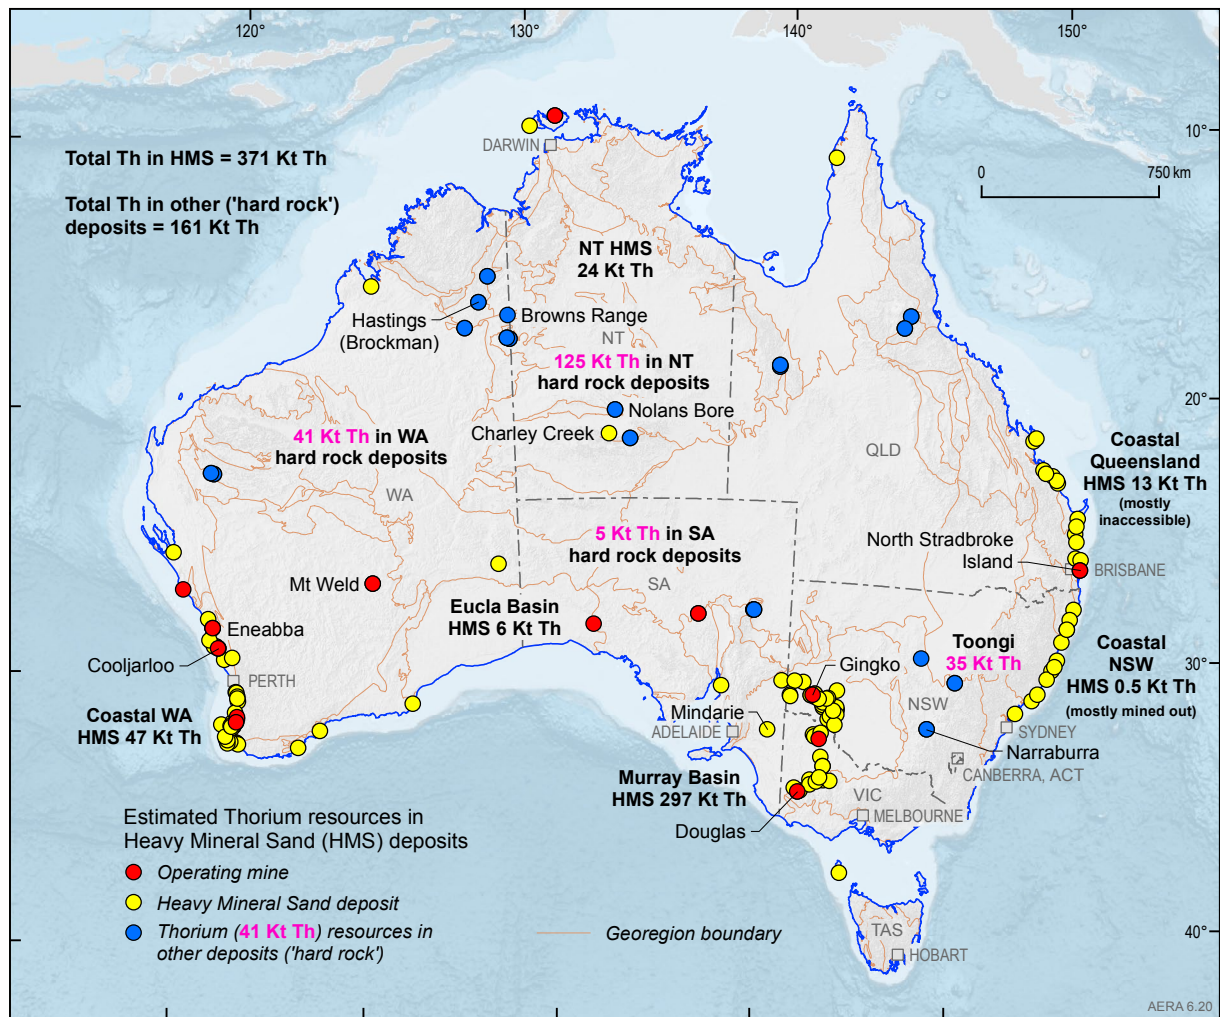 120°
130°
140°
150°
10°
20°
30°
40°
0
750 km
Total Th in HMS = 371 Kt Th
Total Th in other ('hard rock')
deposits = 161 Kt Th
DARWIN
NT HMS
24 Kt Th
Hastings
(Brockman)
Browns Range
NT
125 Kt Th in NT
hard rock deposits
Nolans Bore
Charley Creek
41 Kt Th in WA
hard rock deposits
WA
QLD
Coastal
Queensland
HMS 13 Kt Th
(mostly
inaccessible)
5 Kt Th in SA
hard rock deposits
North Stradbroke
Island
BRISBANE
Mt Weld
SA
Eucla Basin
HMS 6 Kt Th
Eneabba
Cooljarloo
PERTH
Toongi
35 Kt Th
Gingko
Coastal
NSW
HMS 0.5 Kt Th
(mostly mined out)
NSW
Coastal WA
HMS 47 Kt Th
Mindarie
ADELAIDE
SYDNEY
Narraburra
CANBERRA, ACT
Murray Basin
HMS 297 Kt Th
VIC
MELBOURNE
Douglas
Estimated Thorium resources in
Heavy Mineral Sand (HMS) deposits
Operating mine
Heavy Mineral Sand deposit
Thorium (41 Kt Th) resources in
other deposits ('hard rock')
Georegion boundary
TAS
HOBART
AERA 6.20